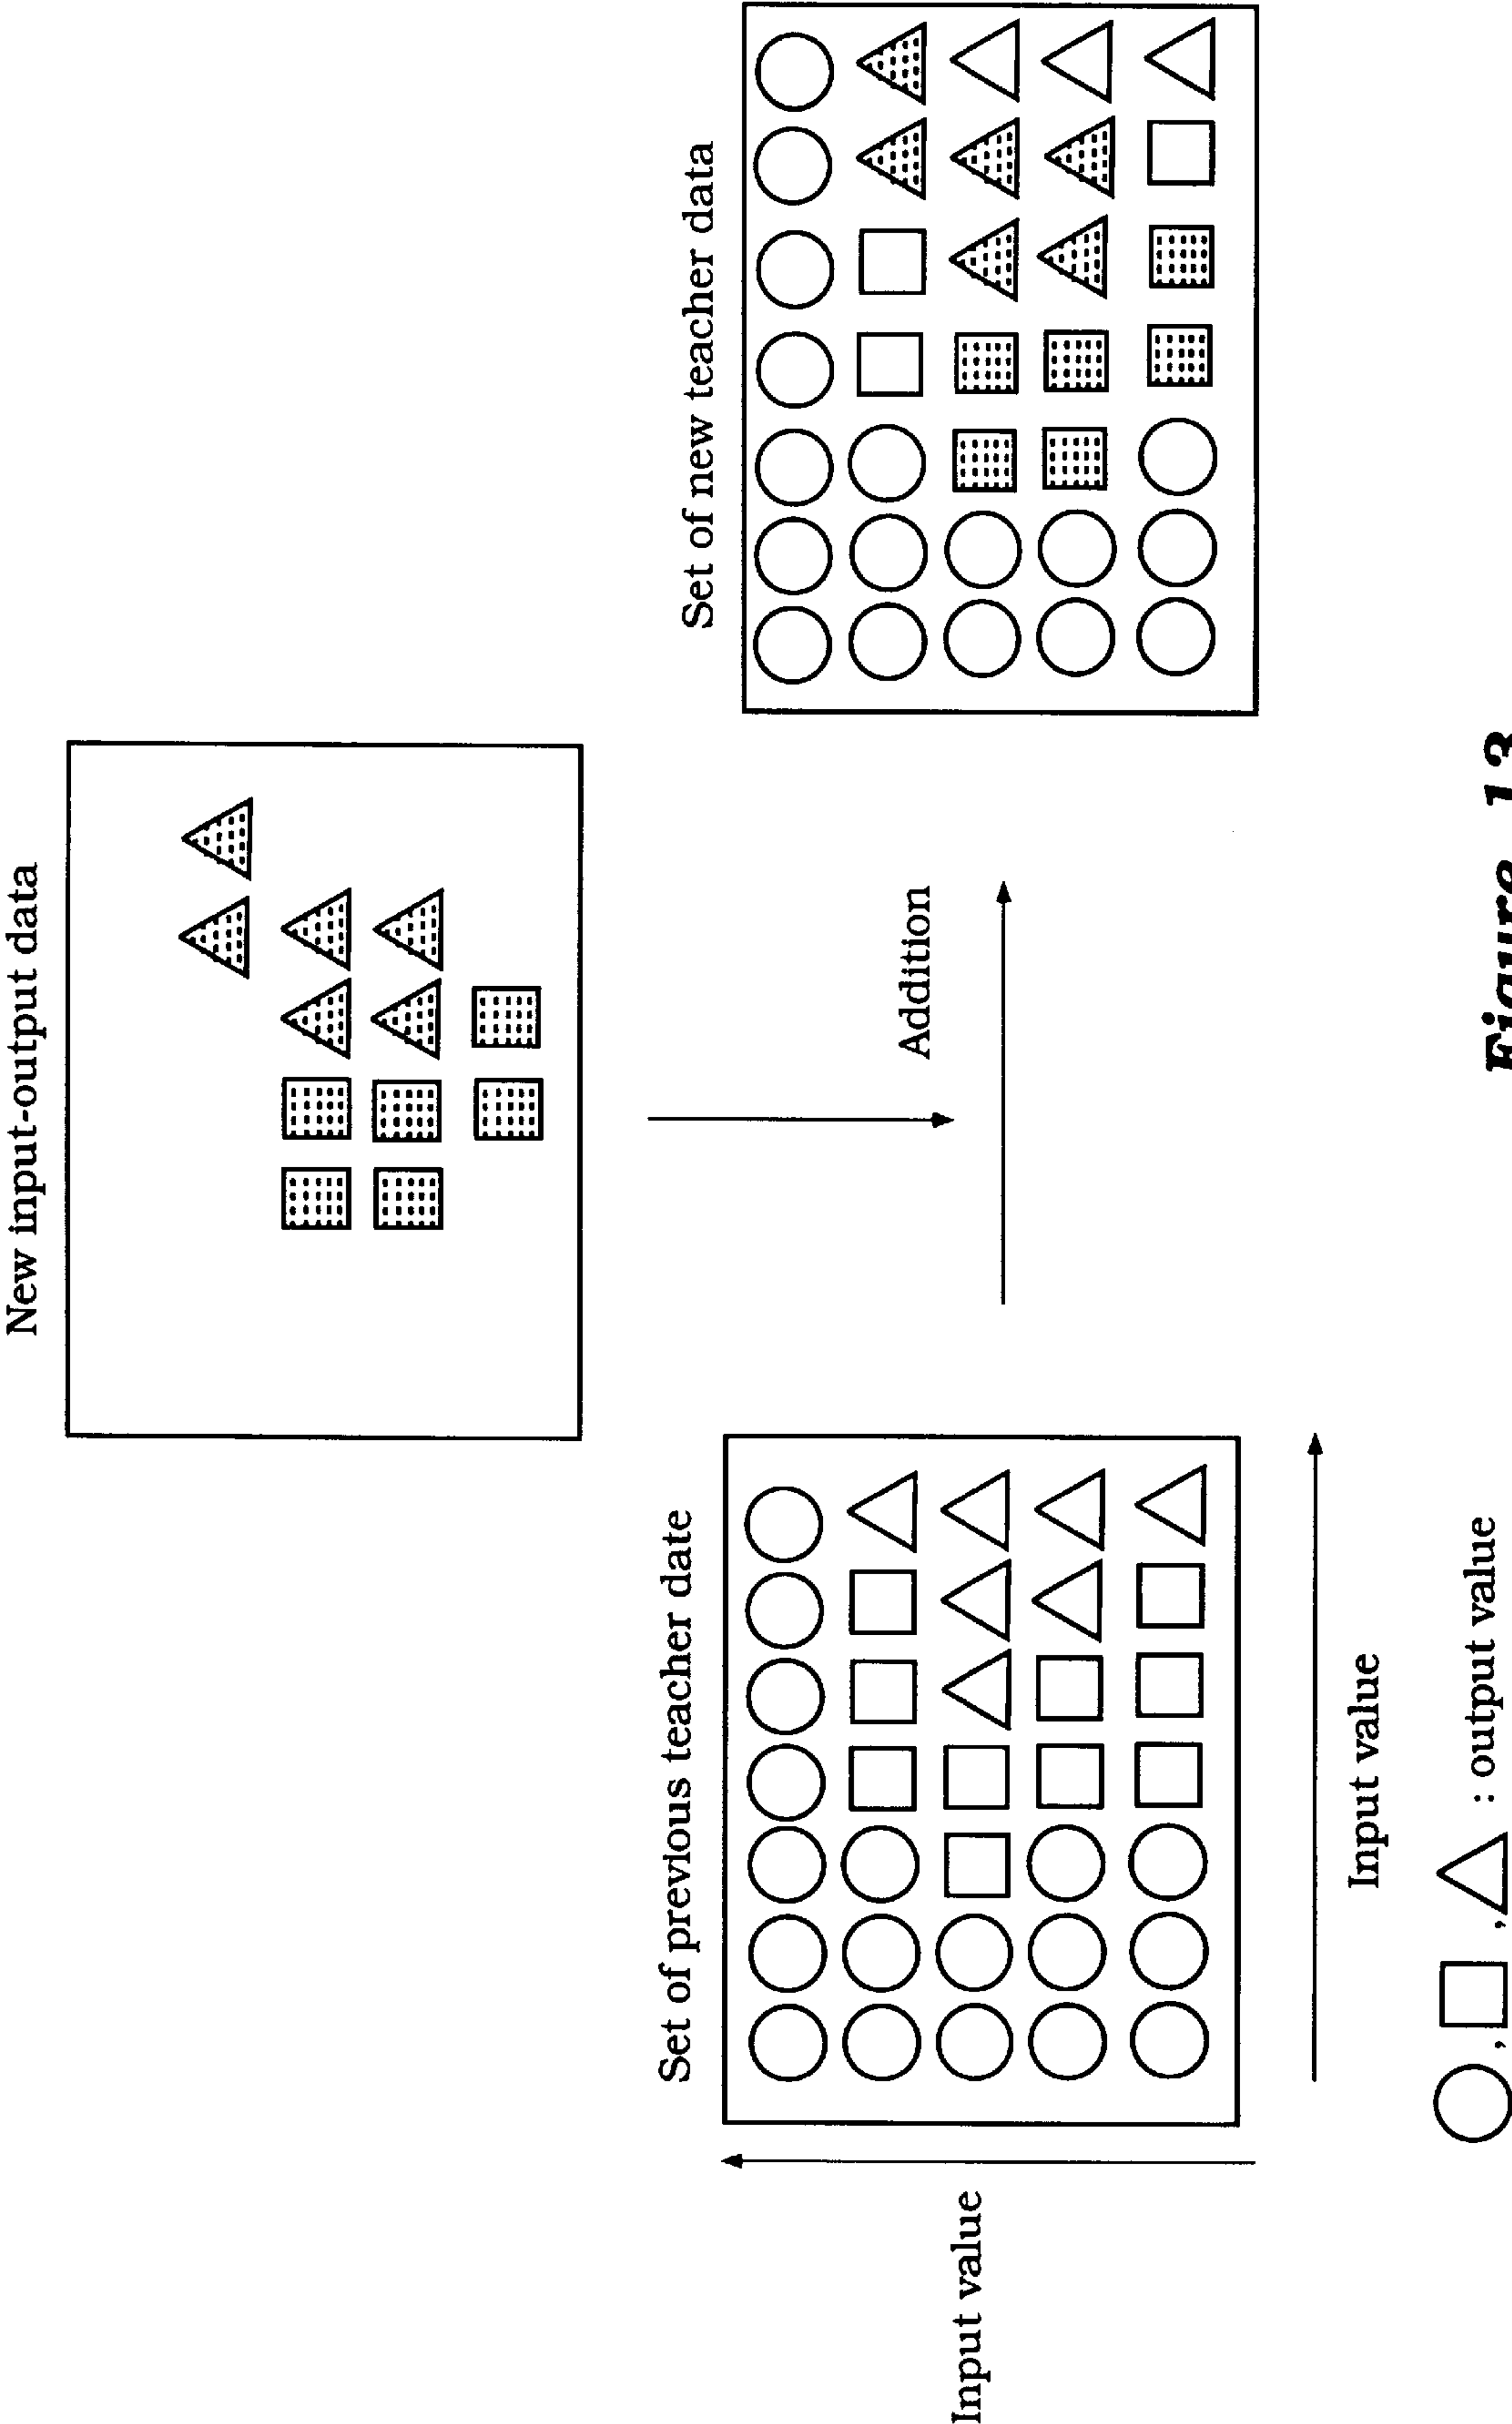 New input-output data
Set of previous teacher date
Set of new teacher data
Addition
Input value
Input value
, , : output value
Figure 13